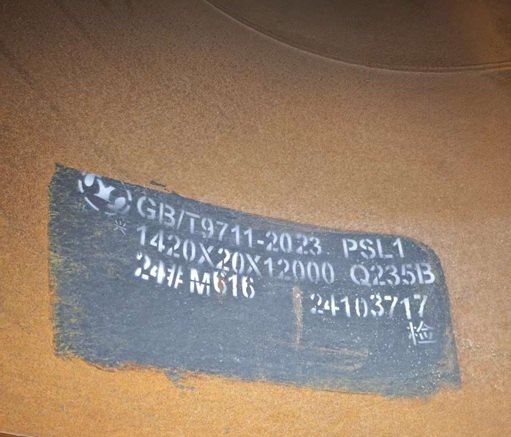 GB/T9711-2023 PSL1
※1420X20X12000 Q235B
24#M616 24103717
检